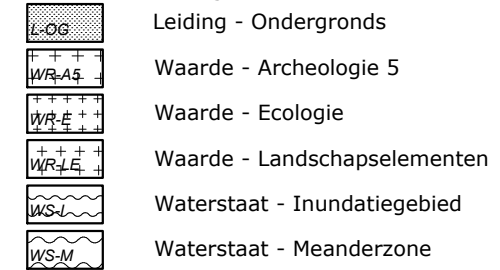 L-OG Leiding - Ondergronds
WR-A5 Waarde - Archeologie 5
WR-E Waarde - Ecologie
WR-LE Waarde - Landschapselementen
WS-I Waterstaat - Inundatiegebied
WS-M Waterstaat - Meanderzone